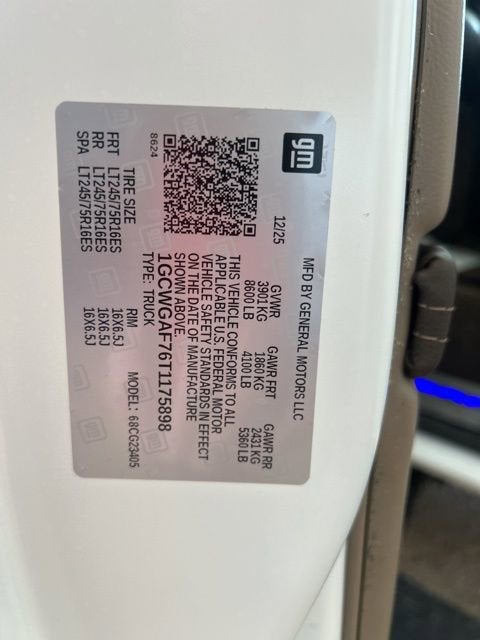 gm
MFD BY GENERAL MOTORS LLC
12/25
GVWR GAWR FRT GAWR RR
3901KG 1860 KG 2431 KG
8600 LB 4100 LB 5360 LB
THIS VEHICLE CONFORMS TO ALL
APPLICABLE U.S. FEDERAL MOTOR
VEHICLE SAFETY STANDARDS IN EFFECT
ON THE DATE OF MANUFACTURE
SHOWN ABOVE.
1GCWGAF76T1175898
TYPE: TRUCK MODEL: 68CG23405
8624
TIRE SIZE RIM
FRT LT245/75R16ES 16X6.5J
RR LT245/75R16ES 16X6.5J
SPA LT245/75R16ES 16X6.5J